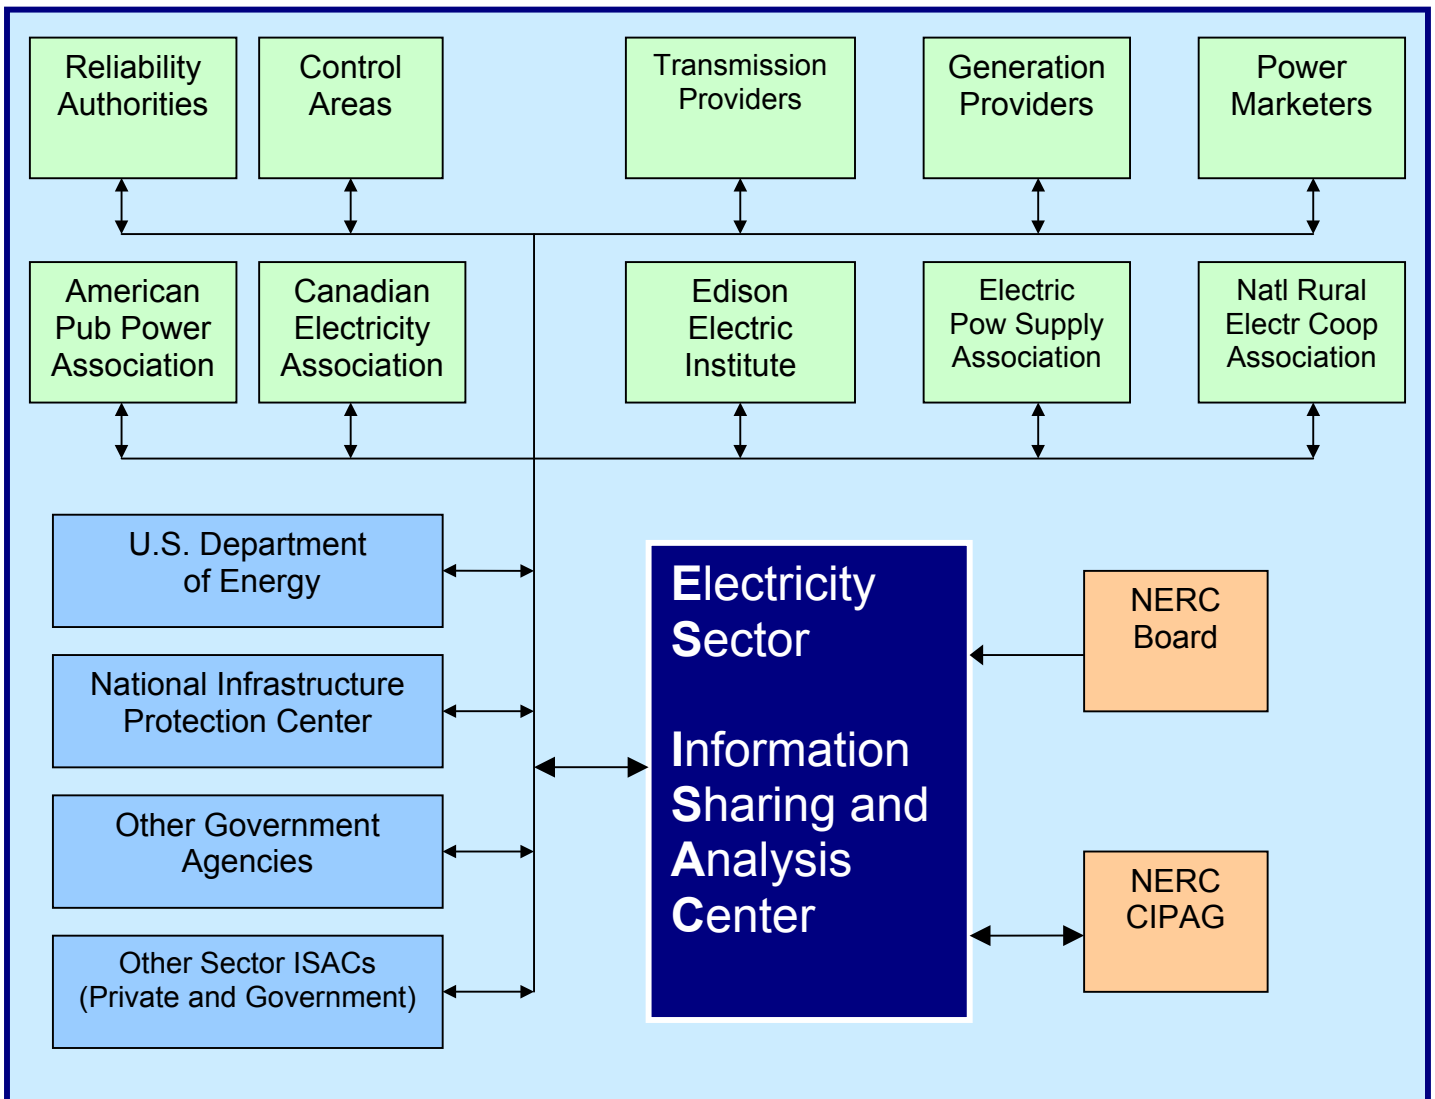 Reliability
Authorities
Control
Areas
Transmission
Providers
Generation
Providers
Power
Marketers
American
Pub Power
Association
Canadian
Electricity
Association
Edison
Electric
Institute
Electric
Pow Supply
Association
Natl Rural
Electr Coop
Association
U.S. Department
of Energy
National Infrastructure
Protection Center
Other Government
Agencies
Other Sector ISACs
(Private and Government)
Electricity
Sector
Information
Sharing and
Analysis
Center
NERC
Board
NERC
CIPAG